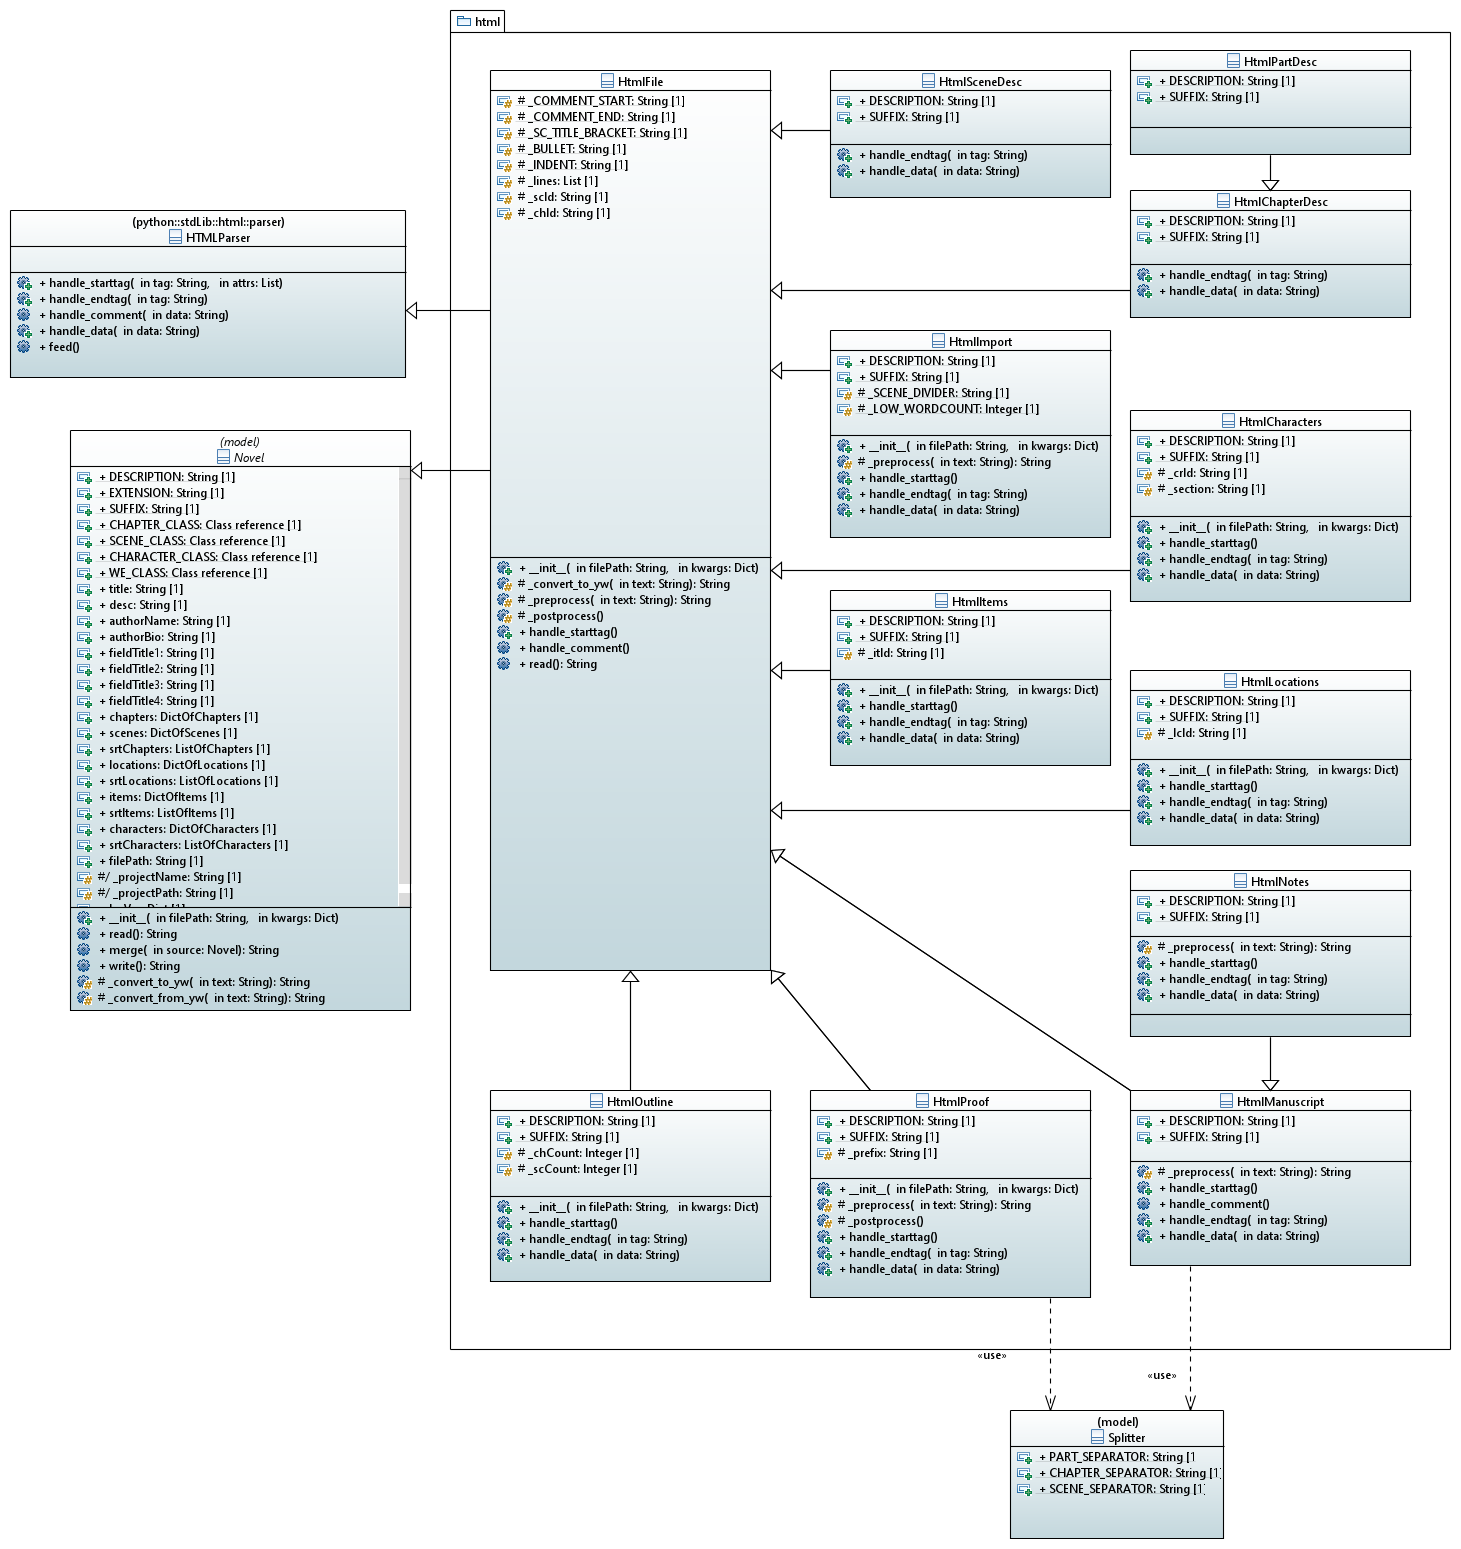 html
HtmlFile
# _COMMENT_START: String [1]
# _COMMENT_END: String [1]
# _SC_TITLE_BRACKET: String [1]
# _BULLET: String [1]
# _INDENT: String [1]
# _lines: List [1]
# _scId: String [1]
# _chId: String [1]
+ __init__( in filePath: String, in kwargs: Dict)
# _convert_to_yw( in text: String): String
# _preprocess( in text: String): String
# _postprocess()
+ handle_starttag()
+ handle_comment()
+ read(): String
HtmlSceneDesc
+ DESCRIPTION: String [1]
+ SUFFIX: String [1]
+ handle_endtag( in tag: String)
+ handle_data( in data: String)
HtmlPartDesc
+ DESCRIPTION: String [1]
+ SUFFIX: String [1]
HtmlChapterDesc
+ DESCRIPTION: String [1]
+ SUFFIX: String [1]
+ handle_endtag( in tag: String)
+ handle_data( in data: String)
(python::stdLib::html::parser)
HTMLParser
+ handle_starttag( in tag: String, in attrs: List)
+ handle_endtag( in tag: String)
+ handle_comment( in data: String)
+ handle_data( in data: String)
+ feed()
HtmlImport
+ DESCRIPTION: String [1]
+ SUFFIX: String [1]
# _SCENE_DIVIDER: String [1]
# _LOW_WORDCOUNT: Integer [1]
+ __init__( in filePath: String, in kwargs: Dict)
# _preprocess( in text: String): String
+ handle_starttag()
+ handle_endtag( in tag: String)
+ handle_data( in data: String)
HtmlCharacters
+ DESCRIPTION: String [1]
+ SUFFIX: String [1]
# _crId: String [1]
# _section: String [1]
+ __init__( in filePath: String, in kwargs: Dict)
+ handle_starttag()
+ handle_endtag( in tag: String)
+ handle_data( in data: String)
(model)
Novel
+ DESCRIPTION: String [1]
+ EXTENSION: String [1]
+ SUFFIX: String [1]
+ CHAPTER_CLASS: Class reference [1]
+ SCENE_CLASS: Class reference [1]
+ CHARACTER_CLASS: Class reference [1]
+ WE_CLASS: Class reference [1]
+ title: String [1]
+ desc: String [1]
+ authorName: String [1]
+ authorBio: String [1]
+ fieldTitle1: String [1]
+ fieldTitle2: String [1]
+ fieldTitle3: String [1]
+ fieldTitle4: String [1]
+ chapters: DictOfChapters [1]
+ scenes: DictOfScenes [1]
+ srtChapters: ListOfChapters [1]
+ locations: DictOfLocations [1]
+ srtLocations: ListOfLocations [1]
+ items: DictOfItems [1]
+ srtItems: ListOfItems [1]
+ characters: DictOfCharacters [1]
+ srtCharacters: ListOfCharacters [1]
+ filePath: String [1]
#/ _projectName: String [1]
#/ _projectPath: String [1]
+ __init__( in filePath: String, in kwargs: Dict)
+ read(): String
+ merge( in source: Novel): String
+ write(): String
# _convert_to_yw( in text: String): String
# _convert_from_yw( in text: String): String
HtmlItems
+ DESCRIPTION: String [1]
+ SUFFIX: String [1]
# _itId: String [1]
+ __init__( in filePath: String, in kwargs: Dict)
+ handle_starttag()
+ handle_endtag( in tag: String)
+ handle_data( in data: String)
HtmlLocations
+ DESCRIPTION: String [1]
+ SUFFIX: String [1]
# _lcId: String [1]
+ __init__( in filePath: String, in kwargs: Dict)
+ handle_starttag()
+ handle_endtag( in tag: String)
+ handle_data( in data: String)
HtmlNotes
+ DESCRIPTION: String [1]
+ SUFFIX: String [1]
# _preprocess( in text: String): String
+ handle_starttag()
+ handle_endtag( in tag: String)
+ handle_data( in data: String)
HtmlOutline
+ DESCRIPTION: String [1]
+ SUFFIX: String [1]
# _chCount: Integer [1]
# _scCount: Integer [1]
+ __init__( in filePath: String, in kwargs: Dict)
+ handle_starttag()
+ handle_endtag( in tag: String)
+ handle_data( in data: String)
HtmlProof
+ DESCRIPTION: String [1]
+ SUFFIX: String [1]
# _prefix: String [1]
+ __init__( in filePath: String, in kwargs: Dict)
# _preprocess( in text: String): String
# _postprocess()
+ handle_starttag()
+ handle_endtag( in tag: String)
+ handle_data( in data: String)
HtmlManuscript
+ DESCRIPTION: String [1]
+ SUFFIX: String [1]
# _preprocess( in text: String): String
+ handle_starttag()
+ handle_comment()
+ handle_endtag( in tag: String)
+ handle_data( in data: String)
«use»
«use»
(model)
Splitter
+ PART_SEPARATOR: String [1
+ CHAPTER_SEPARATOR: String [1]
+ SCENE_SEPARATOR: String [1]